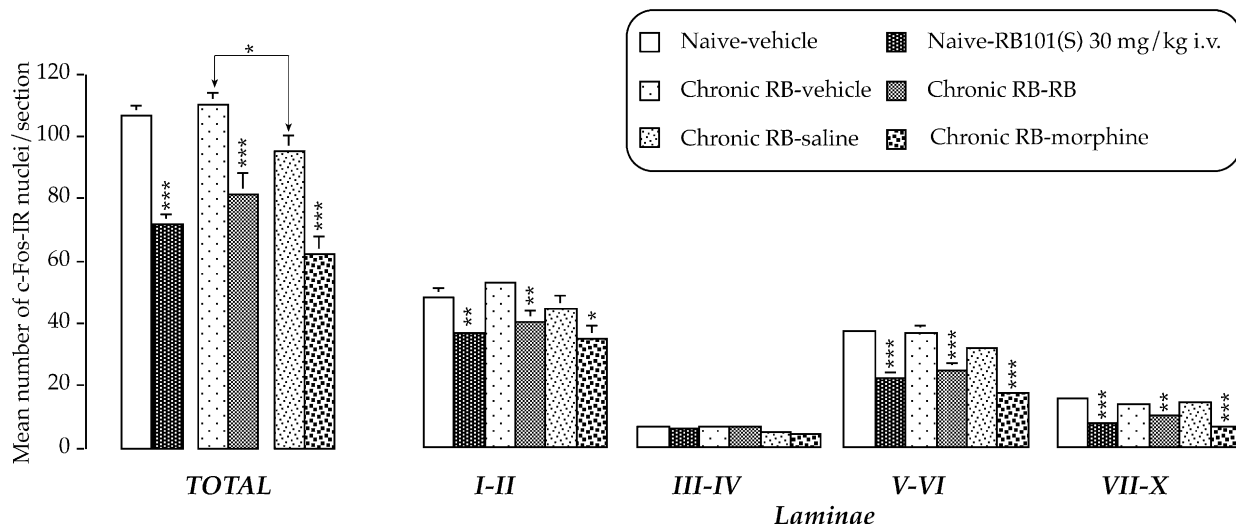 Mean number of c-Fos-IR nuclei/section
120
100
80
60
40
20
0
*
***
***
***
Naive-vehicle
Naive-RB101(S) 30 mg/kg i.v.
Chronic RB-vehicle
Chronic RB-RB
Chronic RB-saline
Chronic RB-morphine
**
**
*
***
***
***
***
**
***
TOTAL
I-II
III-IV
V-VI
VII-X
Laminae